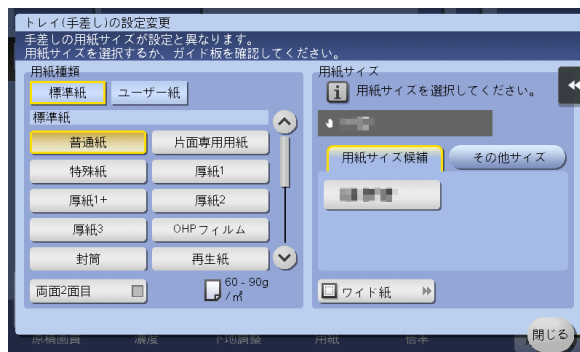 トレイ(手差し)の設定変更
手差しの用紙サイズが設定と異なります。
用紙サイズを選択するか、ガイド板を確認してください。
用紙種類
標準紙 ユーザー紙
標準紙
普通紙 片面専用用紙
特殊紙 厚紙1
厚紙1+ 厚紙2
厚紙3 OHPフィルム
封筒 再生紙
両面2面目 60 - 90g
/㎡
用紙サイズ
用紙サイズを選択してください。
用紙サイズ候補 その他サイズ
ワイド紙
原稿画質 濃度 下地調整 用紙 倍率
閉じる